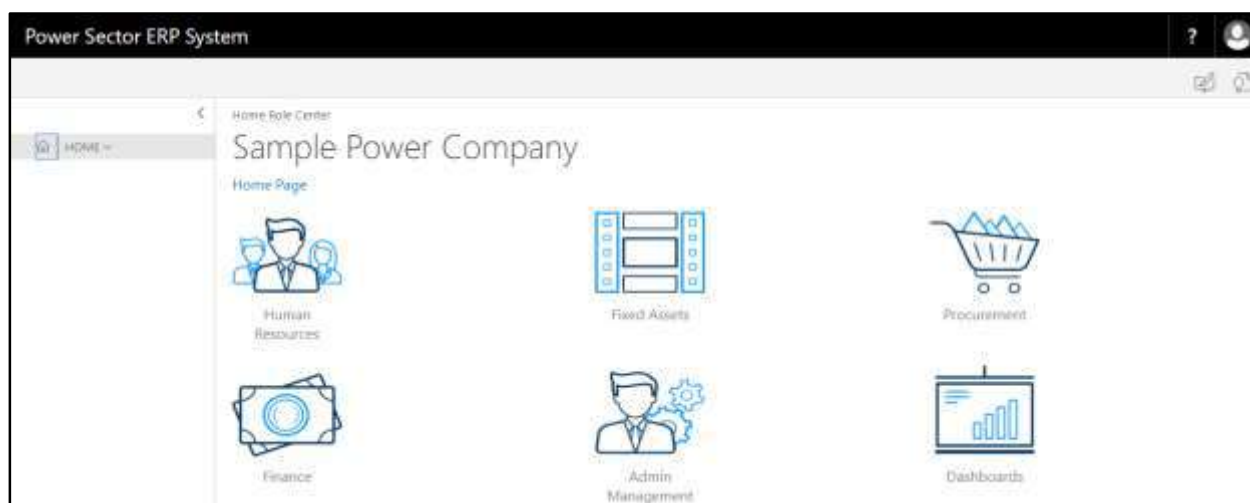 Power Sector ERP System
?
HOME
Home Role Center
Sample Power Company
Home Page
Human
Resources
Fixed Assets
Procurement
Finance
Admin
Management
Dashboards